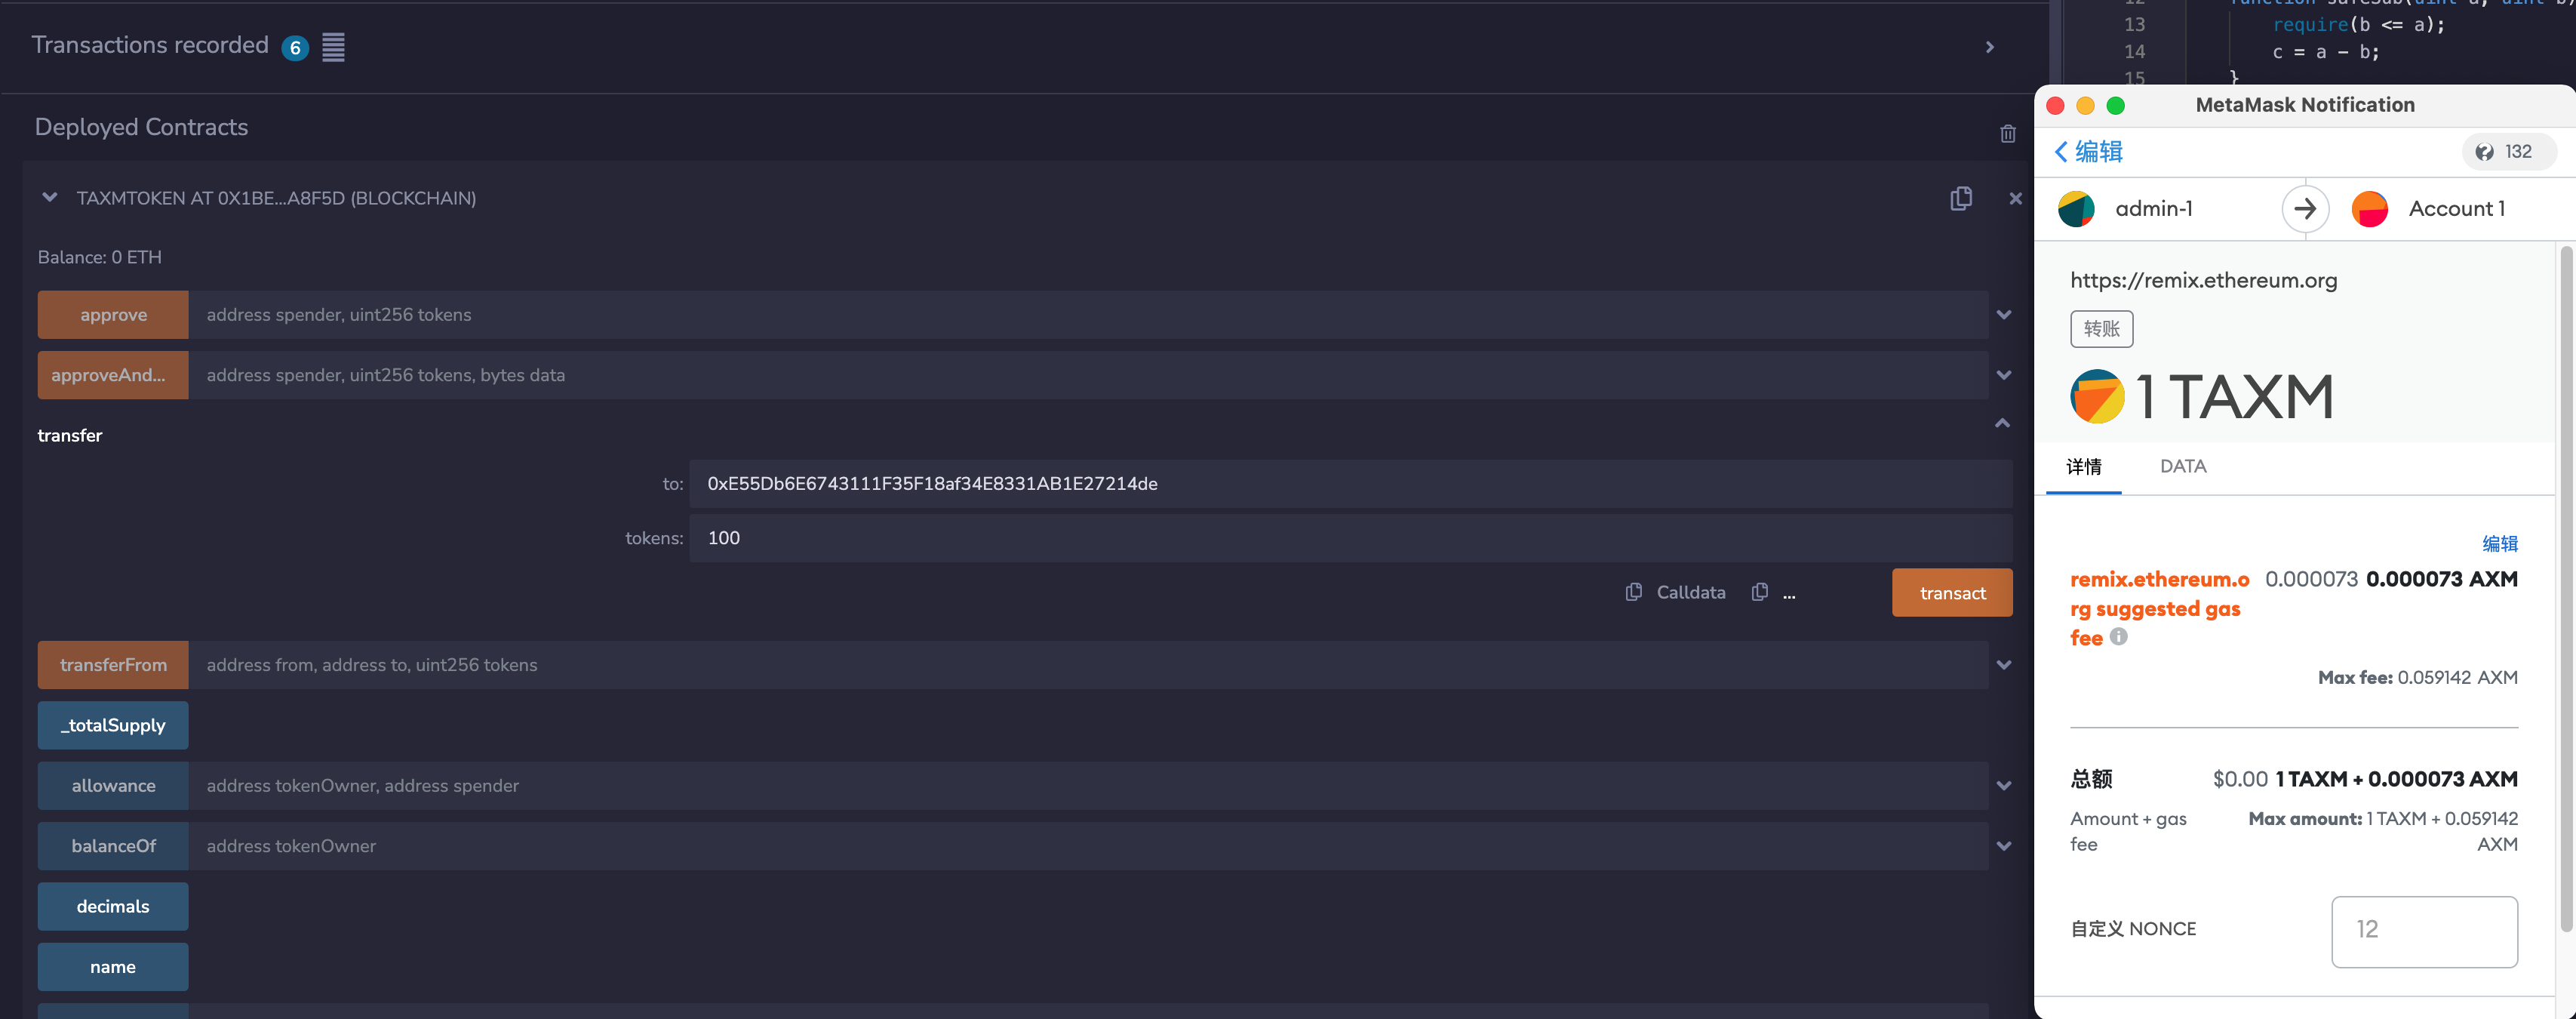 Transactions recorded 6
Deployed Contracts
TAXMTOKEN AT 0X1BE...A8F5D (BLOCKCHAIN)
Balance: 0 ETH
approve address spender, uint256 tokens
approveAnd... address spender, uint256 tokens, bytes data
transfer
to: 0xE55Db6E6743111F35F18af34E8331AB1E27214de
tokens: 100
Calldata ... transact
transferFrom address from, address to, uint256 tokens
_totalSupply
allowance address tokenOwner, address spender
balanceOf address tokenOwner
decimals
name
13 require(b <= a);
14 c = a - b;
15 }
MetaMask Notification
编辑 132
admin-1 Account 1
https://remix.ethereum.org
转账
1 TAXM
详情 DATA
编辑
remix.ethereum.o 0.000073 0.000073 AXM
rg suggested gas
fee
Max fee: 0.059142 AXM
总额 $0.00 1 TAXM + 0.000073 AXM
Amount + gas Max amount: 1 TAXM + 0.059142
fee AXM
自定义 NONCE 12